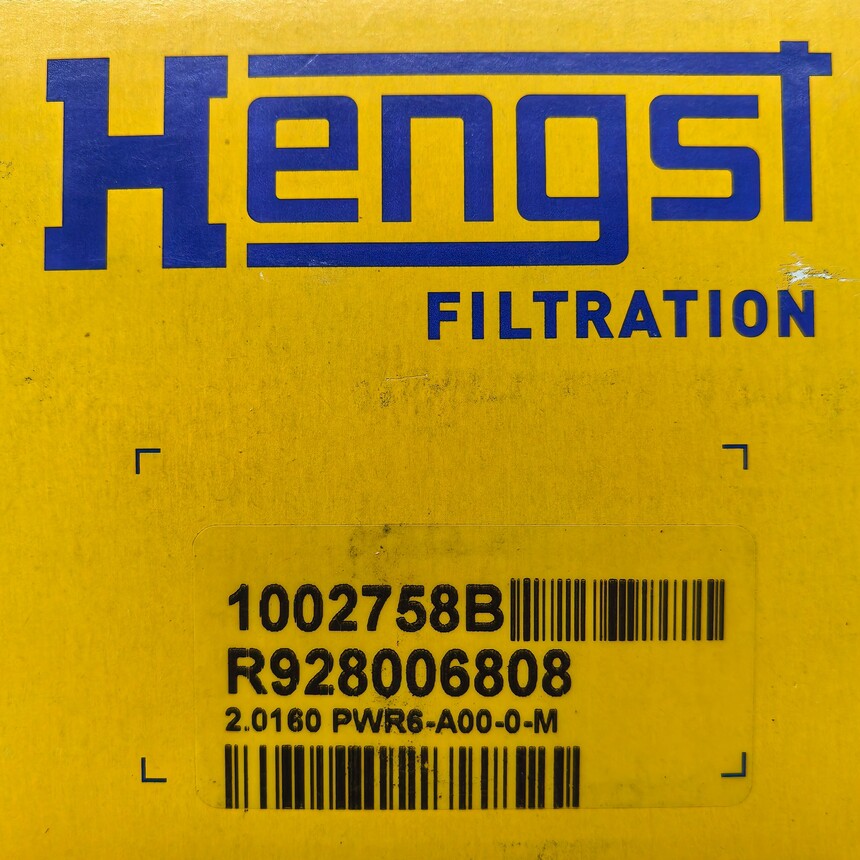 Hengst
FILTRATION
1002758B
R928006808
2.0160 PWR6-A00-0-M